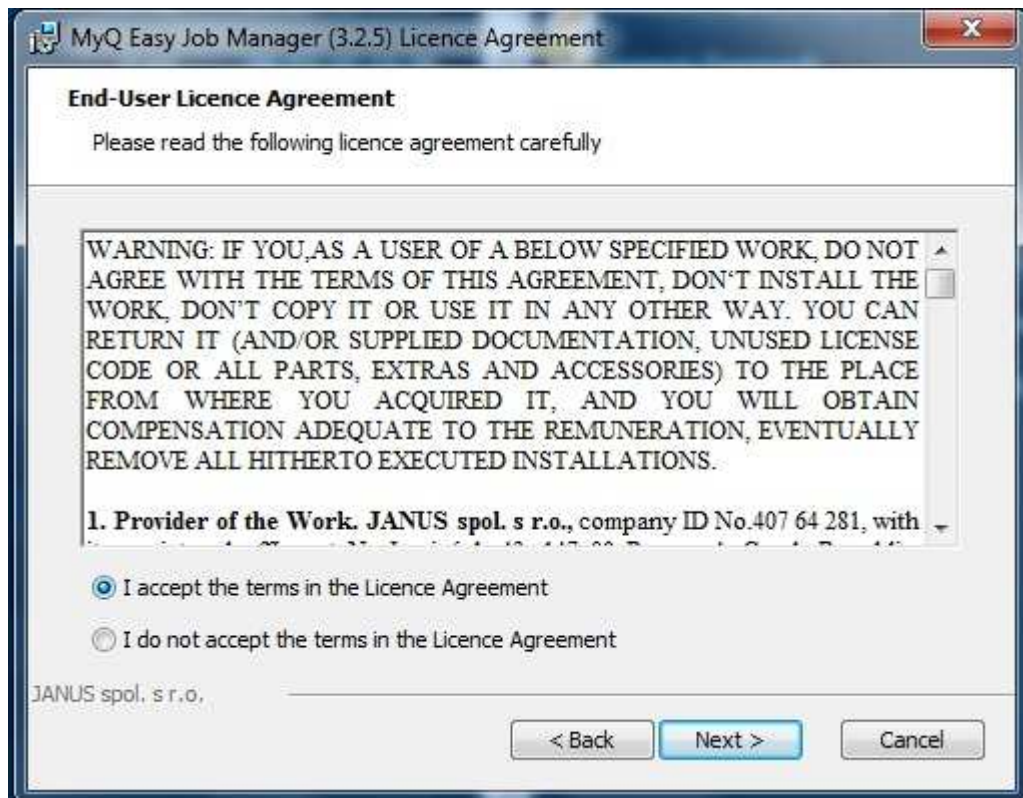 MyQ Easy Job Manager (3.2.5) Licence Agreement
End-User Licence Agreement
Please read the following licence agreement carefully
WARNING: IF YOU,AS A USER OF A BELOW SPECIFIED WORK, DO NOT
AGREE WITH THE TERMS OF THIS AGREEMENT, DON‘T INSTALL THE
WORK, DON’T COPY IT OR USE IT IN ANY OTHER WAY. YOU CAN
RETURN IT (AND/OR SUPPLIED DOCUMENTATION, UNUSED LICENSE
CODE OR ALL PARTS, EXTRAS AND ACCESSORIES) TO THE PLACE
FROM WHERE YOU ACQUIRED IT, AND YOU WILL OBTAIN
COMPENSATION ADEQUATE TO THE REMUNERATION, EVENTUALLY
REMOVE ALL HITHERTO EXECUTED INSTALLATIONS.
1. Provider of the Work. JANUS spol. s r.o., company ID No.407 64 281, with
I accept the terms in the Licence Agreement
I do not accept the terms in the Licence Agreement
JANUS spol. s r.o.
< Back
Next >
Cancel